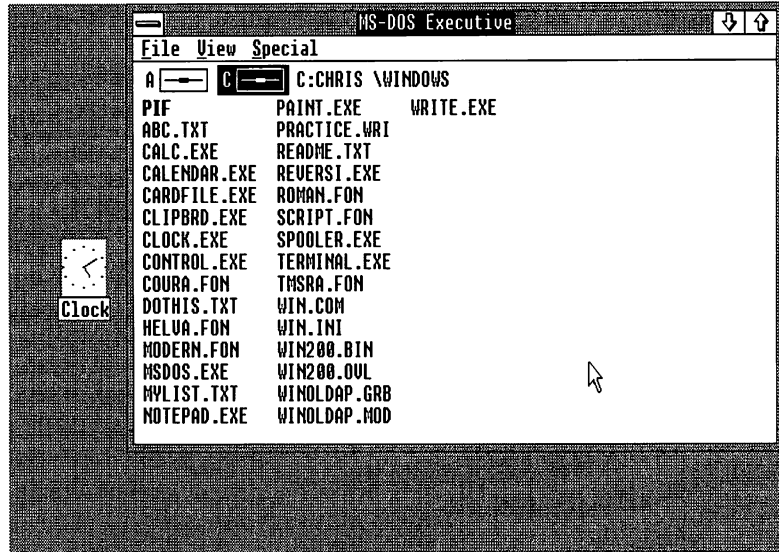 MS-DOS Executive
File View Special
A C C:CHRIS \WINDOWS
PIF PAINT.EXE WRITE.EXE
ABC.TXT PRACTICE.WRI
CALC.EXE README.TXT
CALENDAR.EXE REVERSI.EXE
CARDFILE.EXE ROMAN.FON
CLIPBRD.EXE SCRIPT.FON
CLOCK.EXE SPOOLER.EXE
CONTROL.EXE TERMINAL.EXE
COURA.FON TMSRA.FON
DOTHIS.TXT WIN.COM
HELVA.FON WIN.INI
MODERN.FON WIN200.BIN
MSDOS.EXE WIN200.OVL
MYLIST.TXT WINOLDAP.GRB
NOTEPAD.EXE WINOLDAP.MOD
Clock